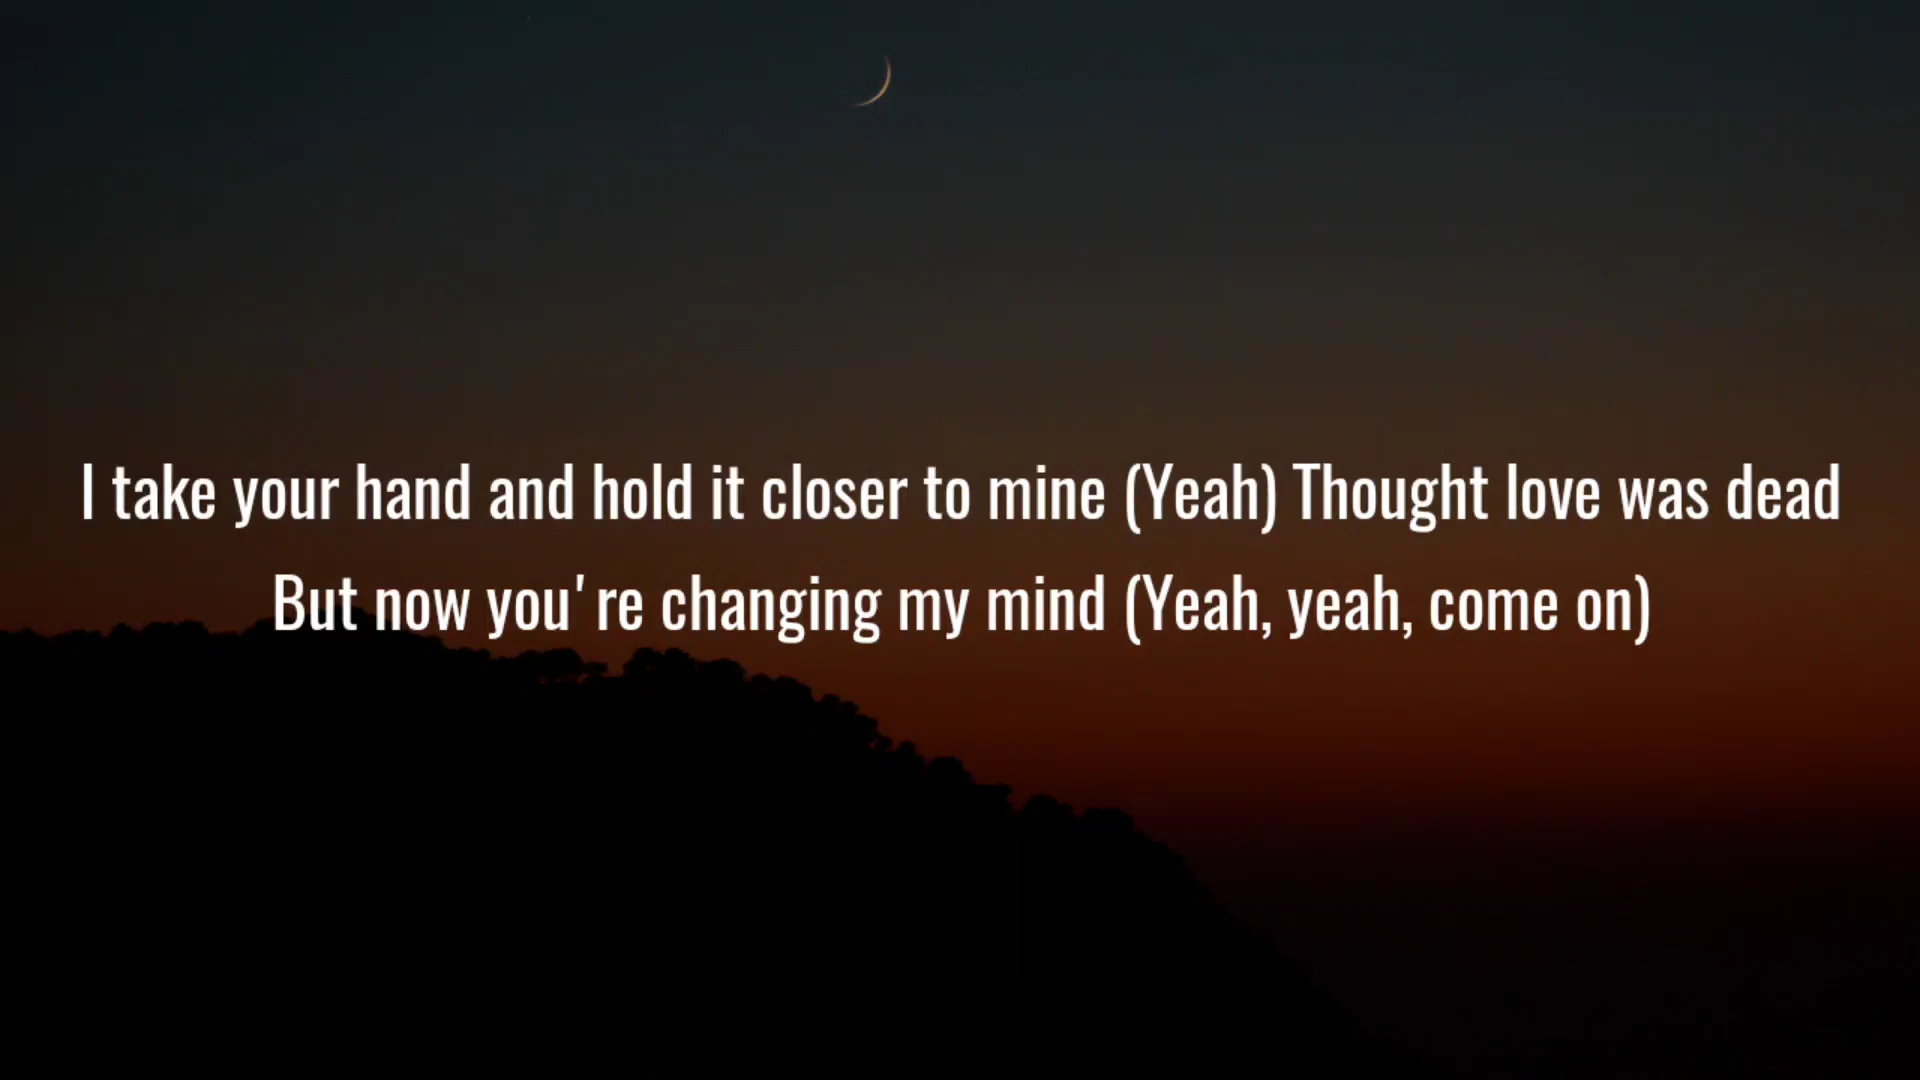 I take your hand and hold it closer to mine (Yeah) Thought love was dead
But now you're changing my mind (Yeah, yeah, come on)